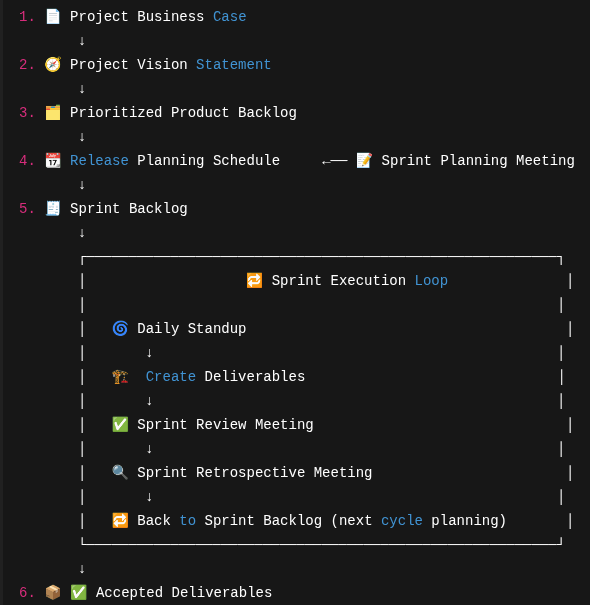 1. 📄 Project Business Case
↓
2. 🧭 Project Vision Statement
↓
3. 🗂️ Prioritized Product Backlog
↓
4. 📆 Release Planning Schedule ←── 📝 Sprint Planning Meeting
↓
5. 🧾 Sprint Backlog
↓
🔁 Sprint Execution Loop
🌀 Daily Standup
↓
🏗️ Create Deliverables
↓
✅ Sprint Review Meeting
↓
🔍 Sprint Retrospective Meeting
↓
🔁 Back to Sprint Backlog (next cycle planning)
↓
6. 📦 ✅ Accepted Deliverables